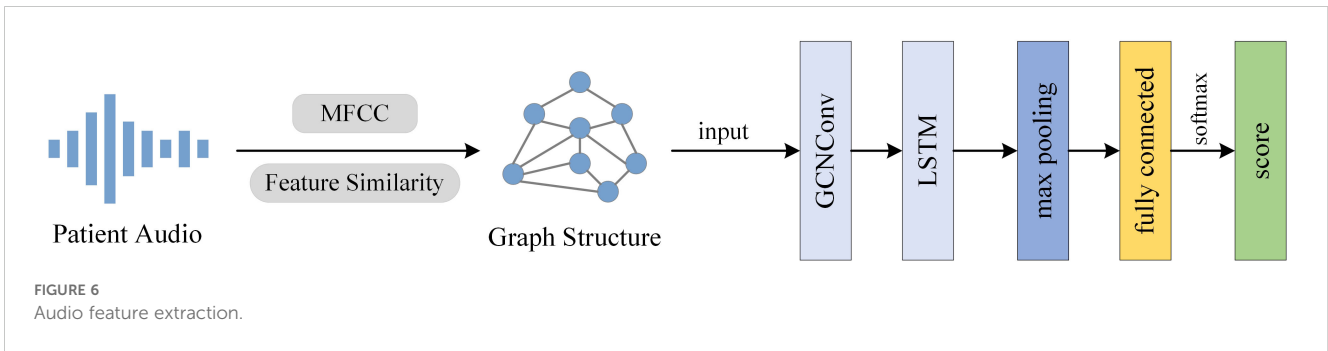 MFCC
Feature Similarity
Patient Audio
Graph Structure
input
GCNConv
LSTM
max pooling
fully connected
softmax
score
FIGURE 6
Audio feature extraction.